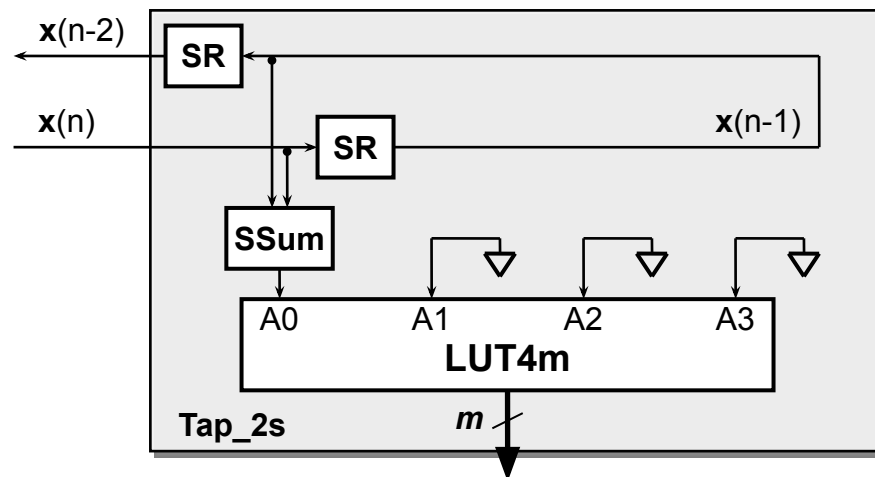 x(n-2)
SR
x(n)
SR
x(n-1)
SSum
A0 A1 A2 A3
LUT4m
m
Tap_2s